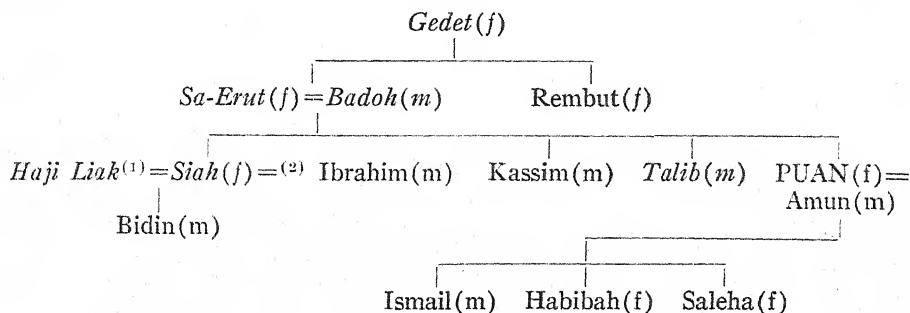 Gedet (f)
Sa-Erut (f) = Badoh (m) Rembut (f)
Haji Liak (1) = Siah (f) = (2) Ibrahim (m) Kassim (m) Talib (m) PUAN (f) =
Amun (m)
Bidin (m)
Ismail (m) Habibah (f) Saleha (f)